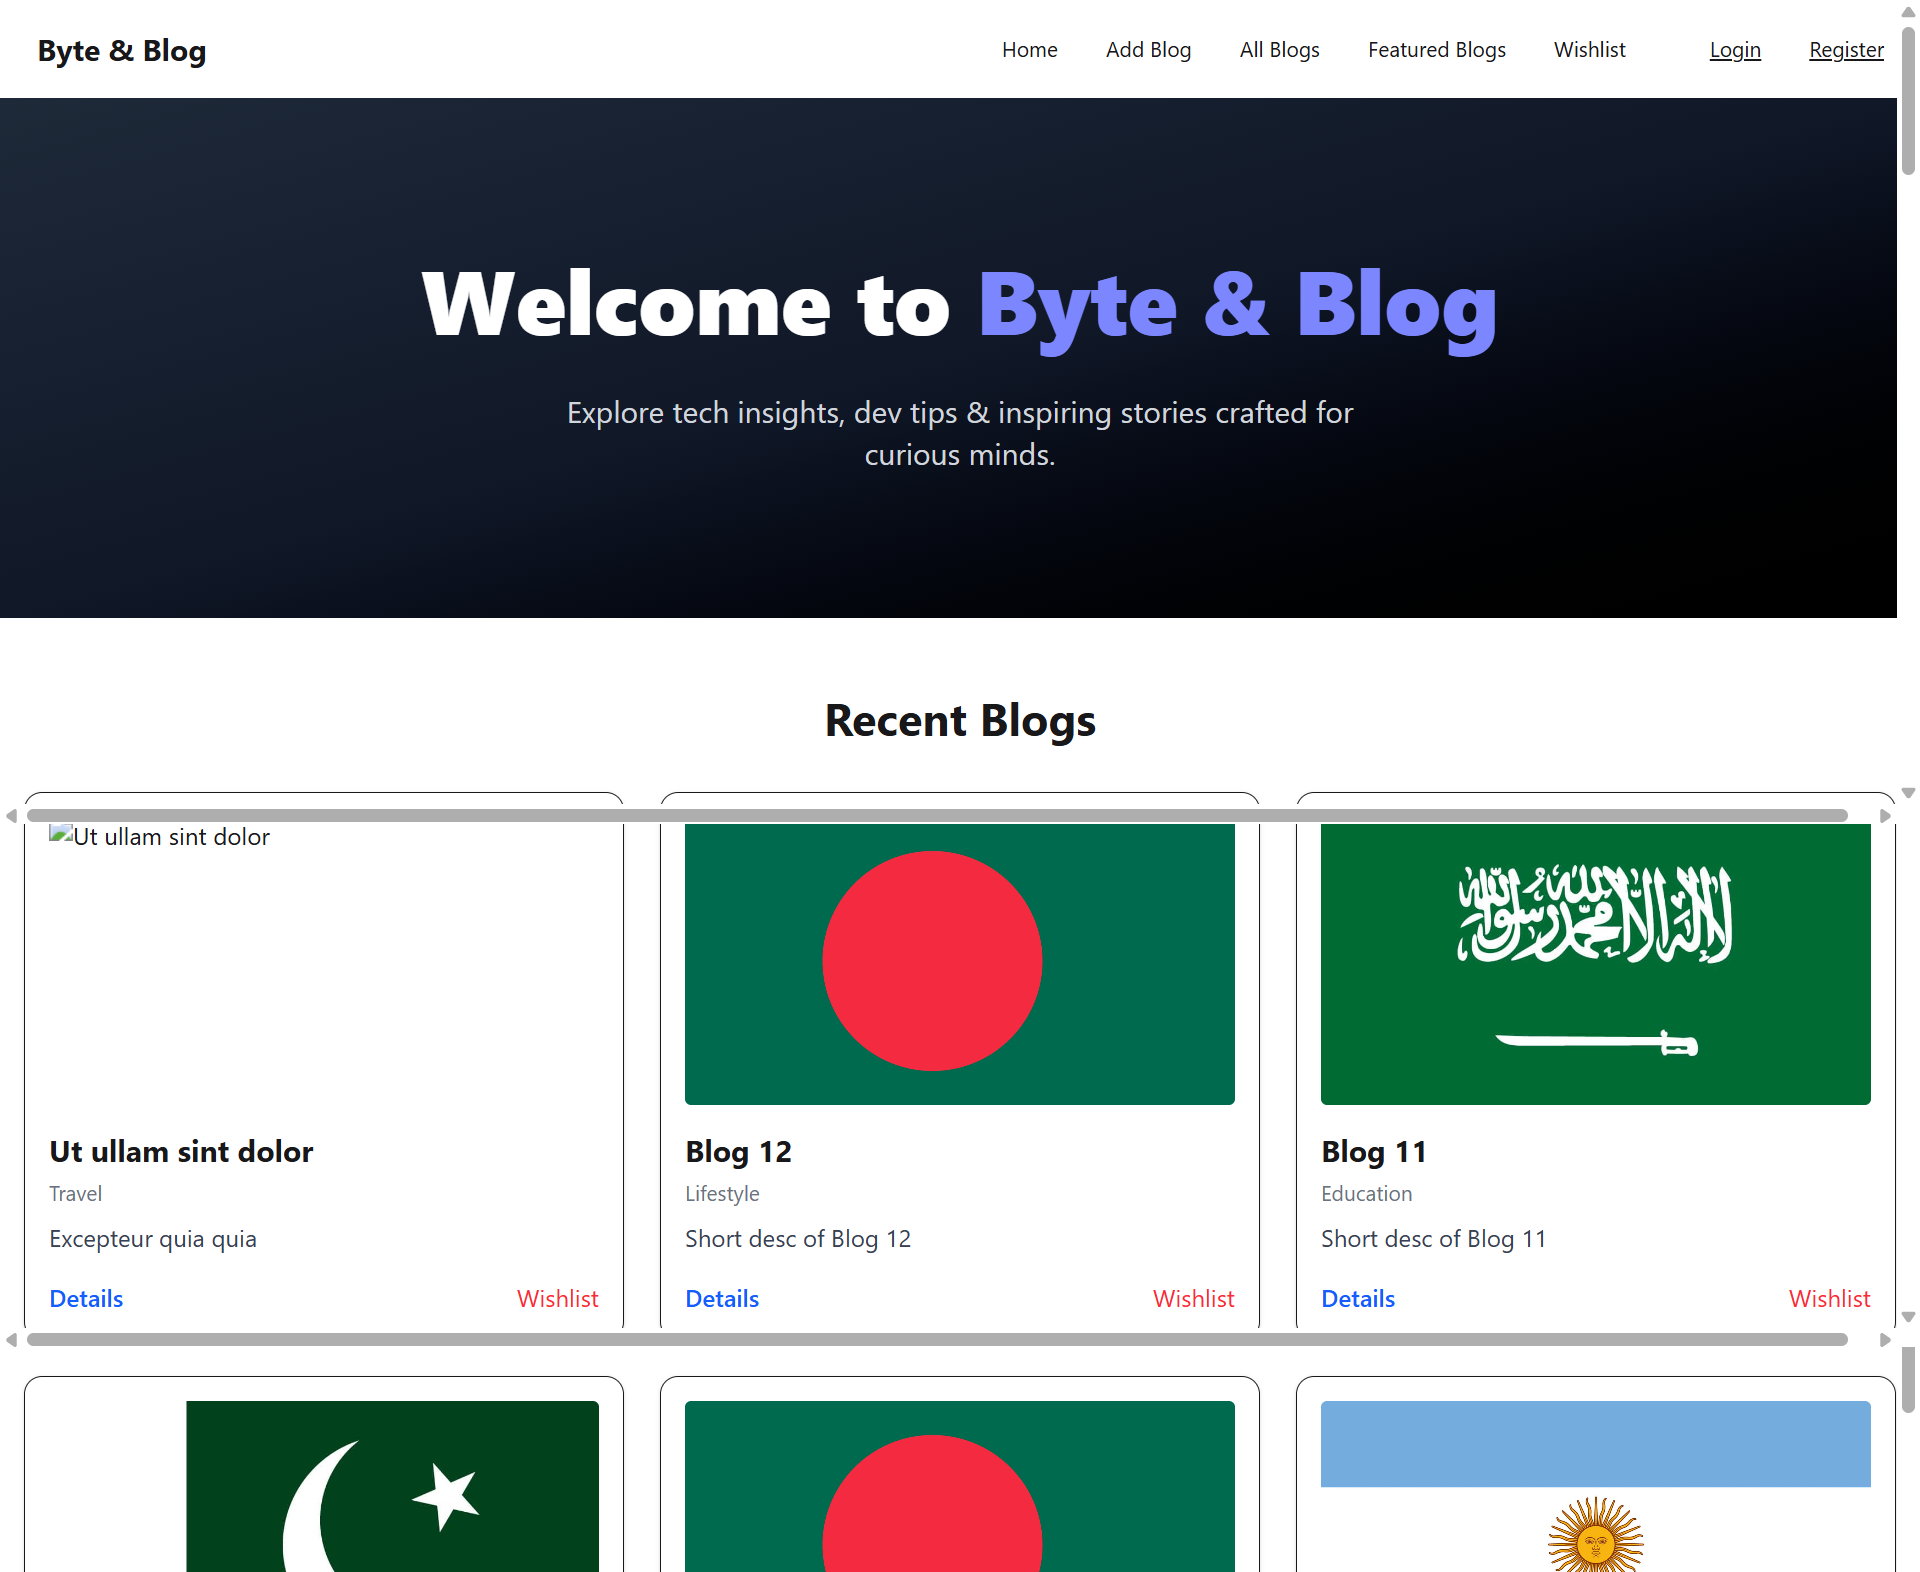 Byte & Blog
Home Add Blog All Blogs Featured Blogs Wishlist Login Register
Welcome to Byte & Blog
Explore tech insights, dev tips & inspiring stories crafted for
curious minds.
Recent Blogs
Ut ullam sint dolor
لا إله إلا الله محمد رسول الله
Ut ullam sint dolor
Travel
Excepteur quia quia
Details Wishlist
Blog 12
Lifestyle
Short desc of Blog 12
Details Wishlist
Blog 11
Education
Short desc of Blog 11
Details Wishlist